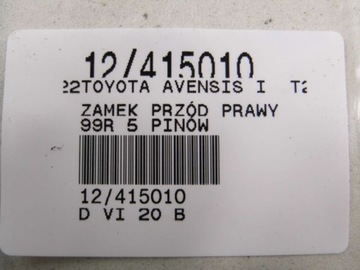 12/415010
22TOYOTA AVENSIS I T2
ZAMEK PRZÓD PRAWY
99R 5 PINÓW
12/415010
D VI 20 B